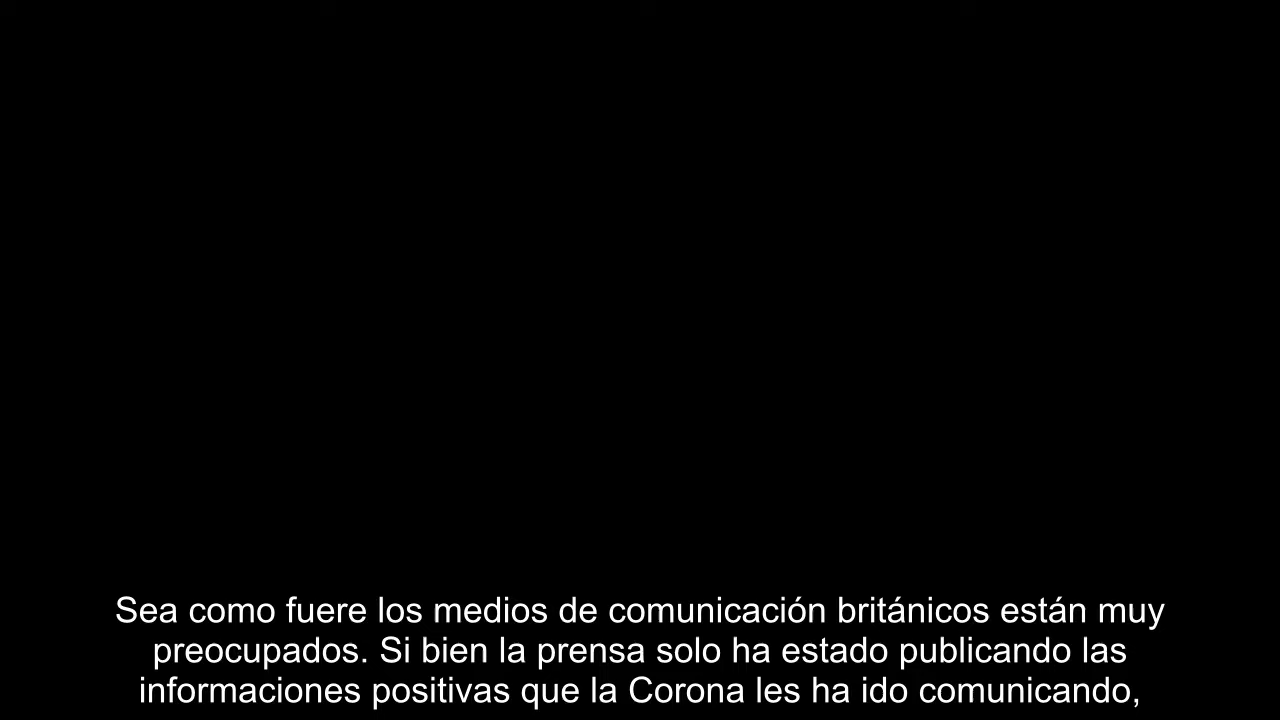 Sea como fuere los medios de comunicación británicos están muy
preocupados. Si bien la prensa solo ha estado publicando las
informaciones positivas que la Corona les ha ido comunicando,